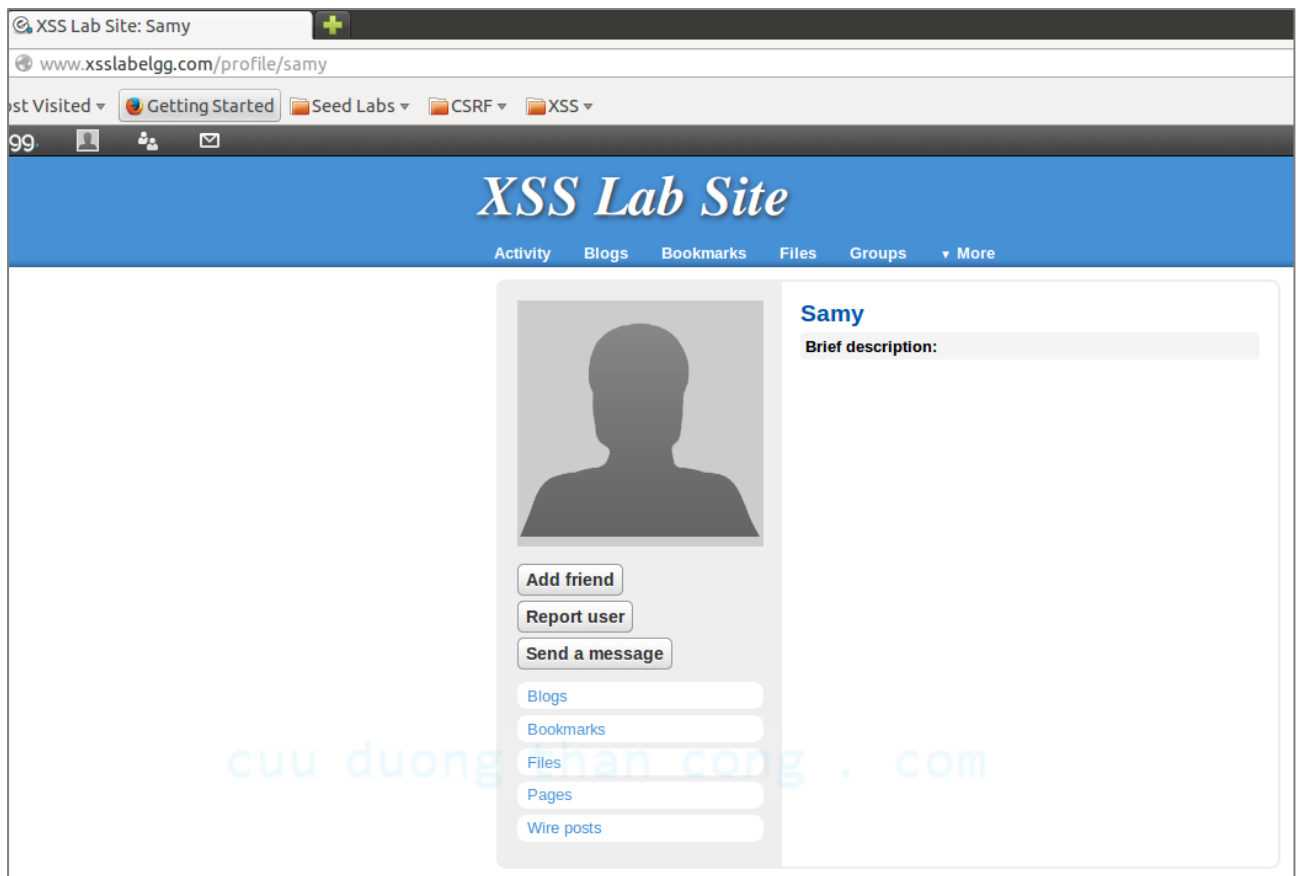 XSS Lab Site: Samy
www.xsslabelgg.com/profile/samy
ost Visited Getting Started Seed Labs CSRF XSS
gg.
XSS Lab Site
Activity Blogs Bookmarks Files Groups More
Samy
Brief description:
Add friend
Report user
Send a message
Blogs
Bookmarks
Files
Pages
Wire posts
cuu duong than cong . com